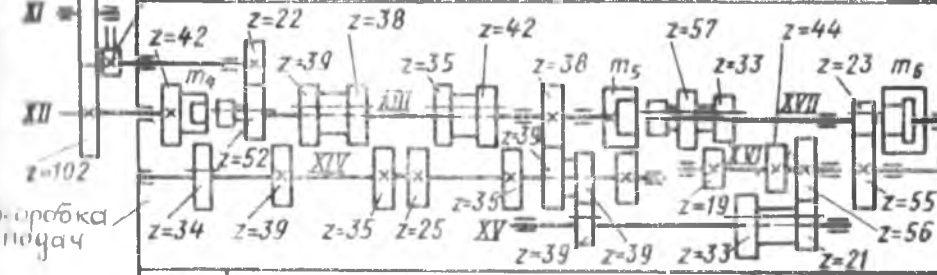 XI
z=22
z=38
z=42
z=57
z=44
z=42
m₄
z=39
z=35
z=38
m₅
z=33
z=23
m₆
XII
XIII
XVII
z=52
z=39
z=102
XIV
z=35
XVI
z=19
z=55
коробка
подач
z=34
z=39
z=35
z=25
XV
z=39
z=39
z=33
z=56
z=21